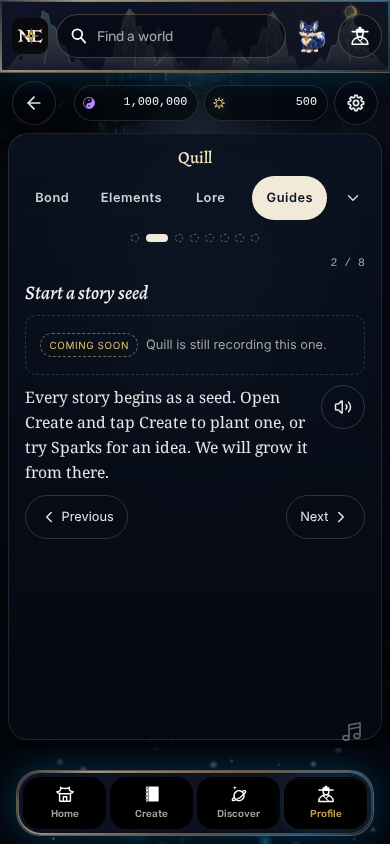 NE
Find a world
1,000,000
500
Quill
Bond
Elements
Lore
Guides
2 / 8
Start a story seed
COMING SOON
Quill is still recording this one.
Every story begins as a seed. Open
Create and tap Create to plant one, or
try Sparks for an idea. We will grow it
from there.
Previous
Next
Home
Create
Discover
Profile